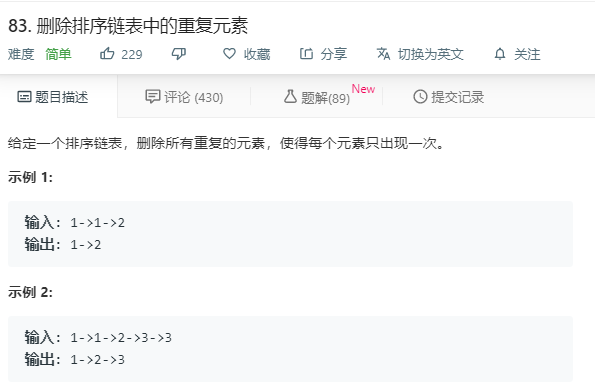 83. 删除排序链表中的重复元素
难度 简单 229 收藏 分享 切换为英文 关注
题目描述 评论 (430) 题解(89) New 提交记录
给定一个排序链表，删除所有重复的元素，使得每个元素只出现一次。
示例 1:
输入: 1->1->2
输出: 1->2
示例 2:
输入: 1->1->2->3->3
输出: 1->2->3